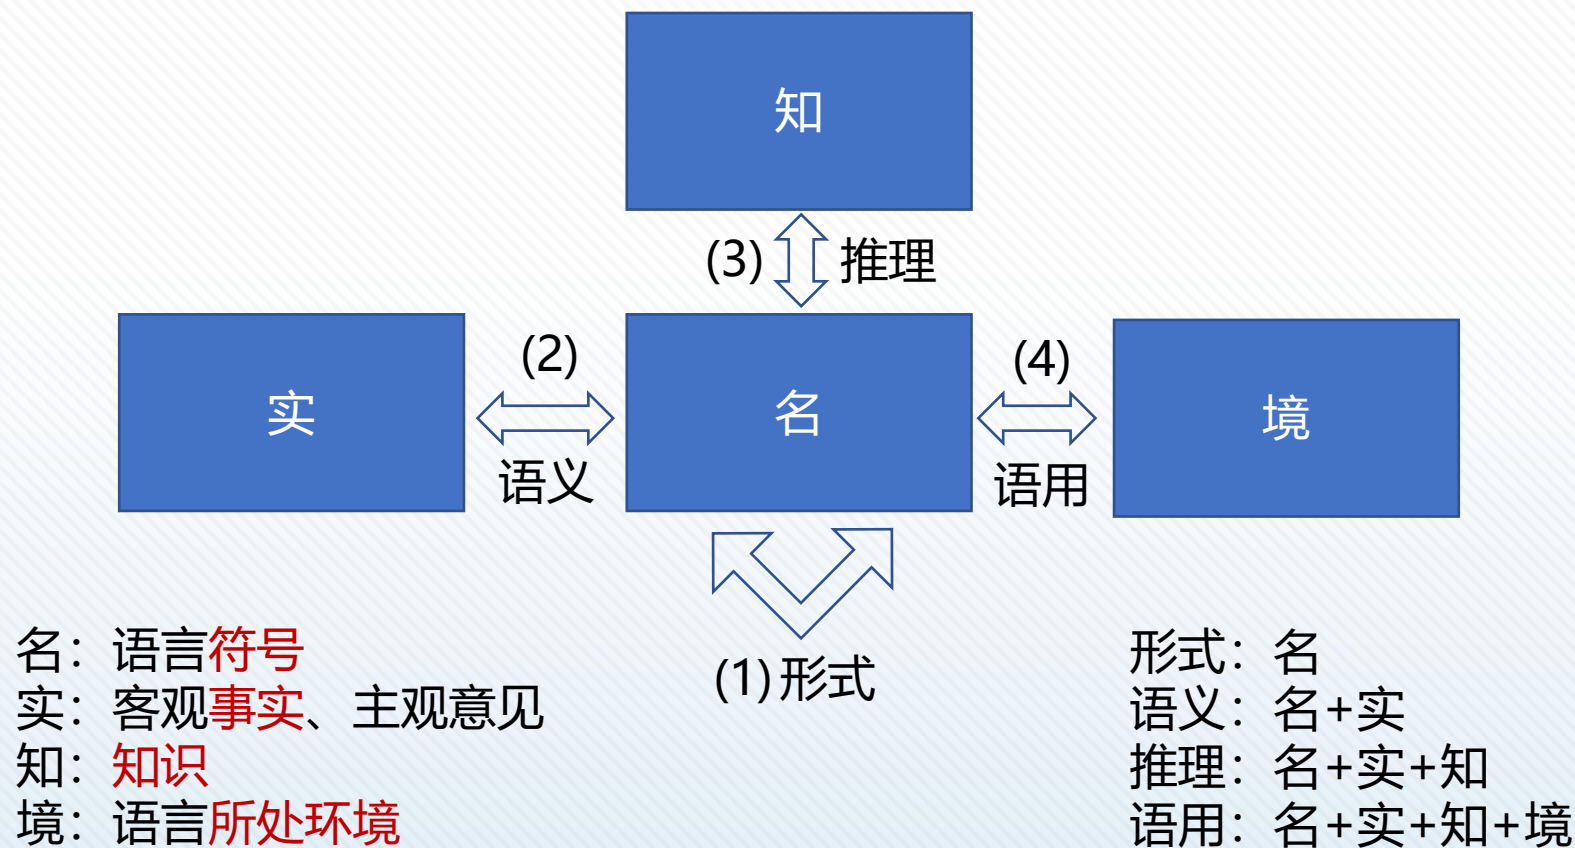 知
(3) 推理
实
(2)
语义
名
(4)
语用
境
(1) 形式
名：语言符号
实：客观事实、主观意见
知：知识
境：语言所处环境
形式：名
语义：名+实
推理：名+实+知
语用：名+实+知+境